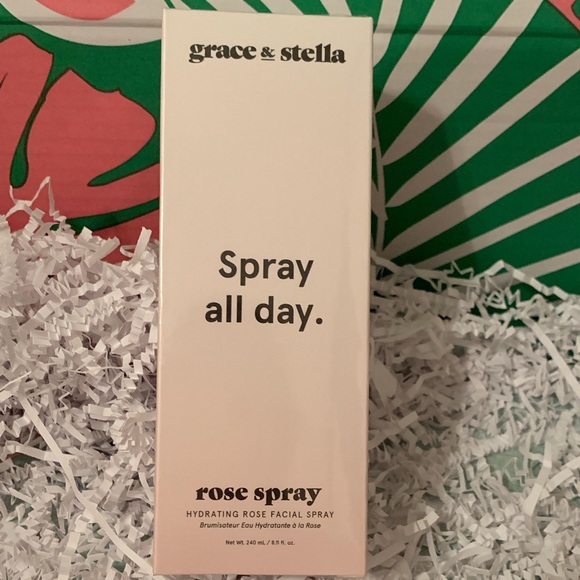 grace & stella
Spray
all day.
rose spray
HYDRATING ROSE FACIAL SPRAY
Brumisateur Eau Hydratante à la Rose
Net Wt. 240 mL / 8.11 fl. oz.